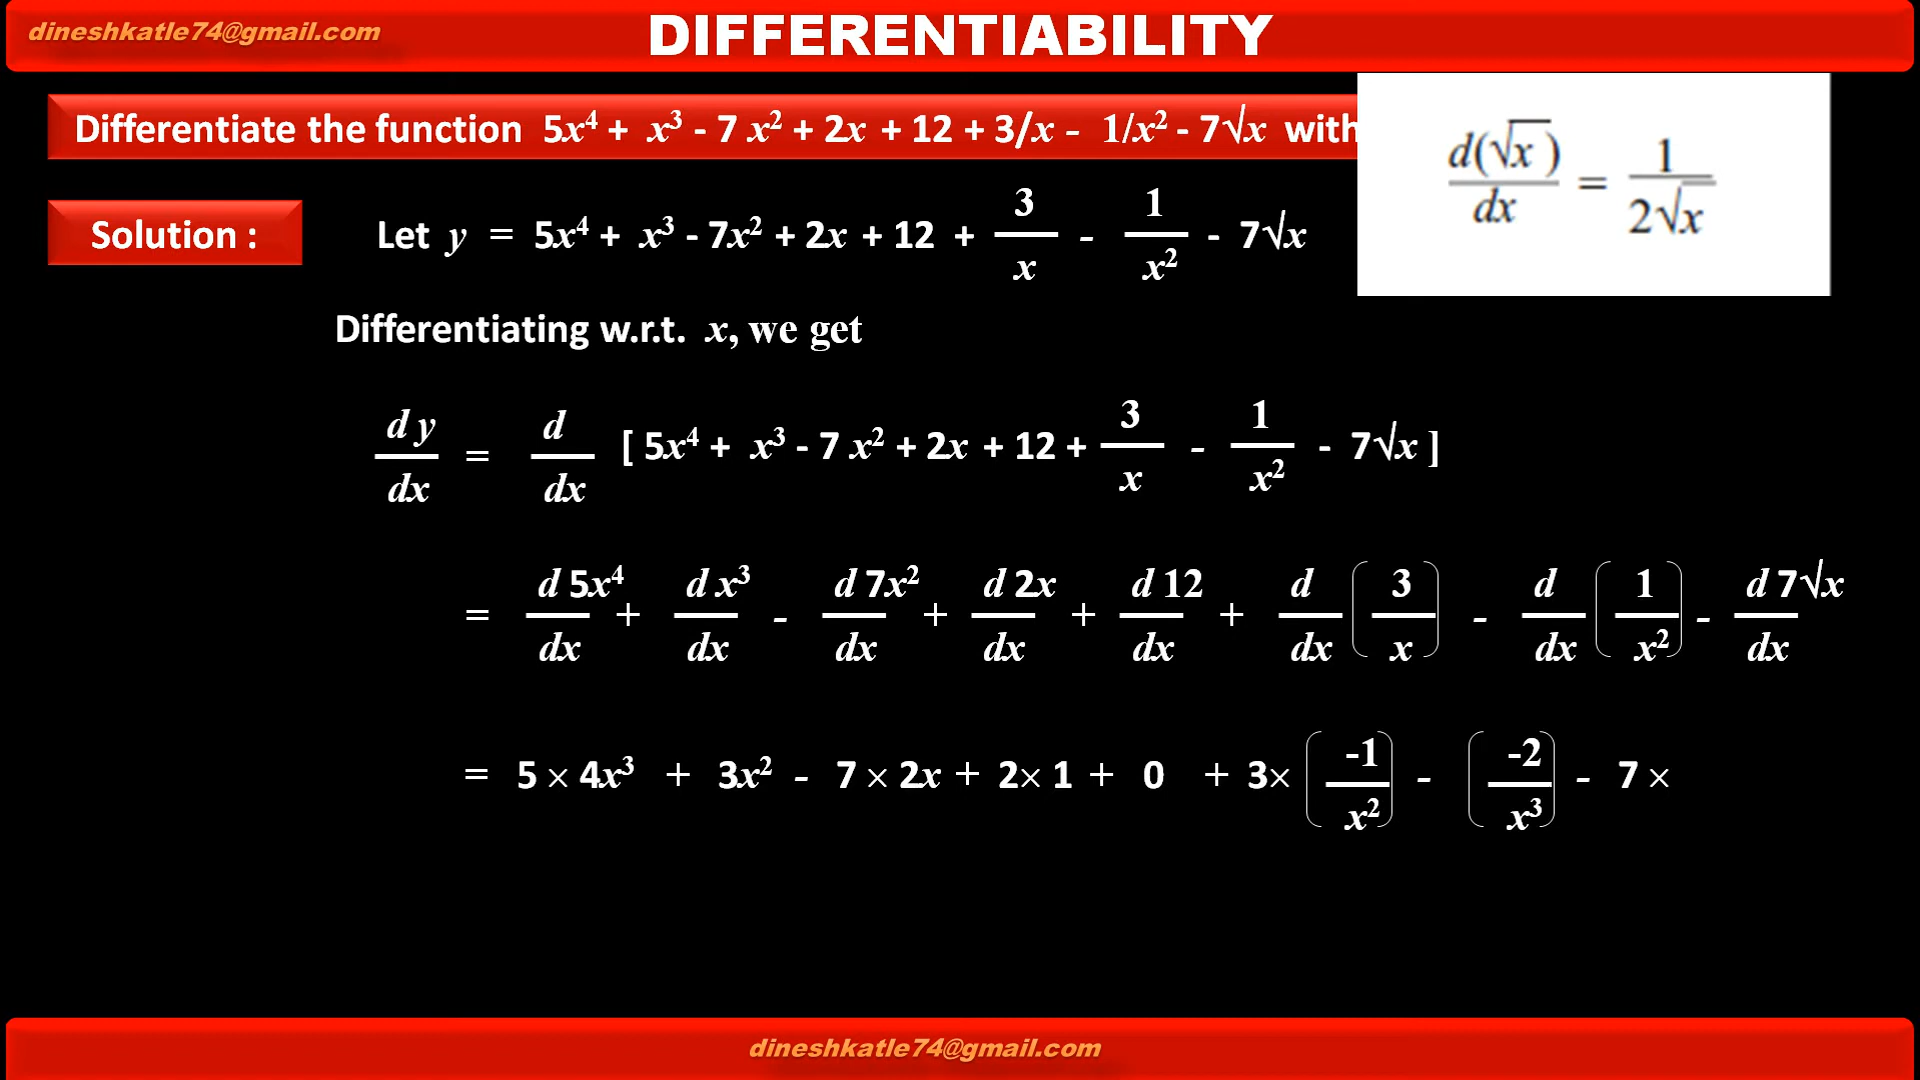 dineshkatle74@gmail.com
DIFFERENTIABILITY
Differentiate the function 5x⁴ + x³ - 7 x² + 2x + 12 + 3/x - 1/x² - 7√x with
d(√x) / dx = 1 / 2√x
Solution :
Let y = 5x⁴ + x³ - 7x² + 2x + 12 + 3/x - 1/x² - 7√x
Differentiating w.r.t. x, we get
d y/dx = d/dx [ 5x⁴ + x³ - 7 x² + 2x + 12 + 3/x - 1/x² - 7√x ]
= d 5x⁴/dx + d x³/dx - d 7x²/dx + d 2x/dx + d 12/dx + d/dx (3/x) - d/dx (1/x²) - d 7√x/dx
= 5 × 4x³ + 3x² - 7 × 2x + 2× 1 + 0 + 3× (-1/x²) - (-2/x³) - 7 ×
dineshkatle74@gmail.com